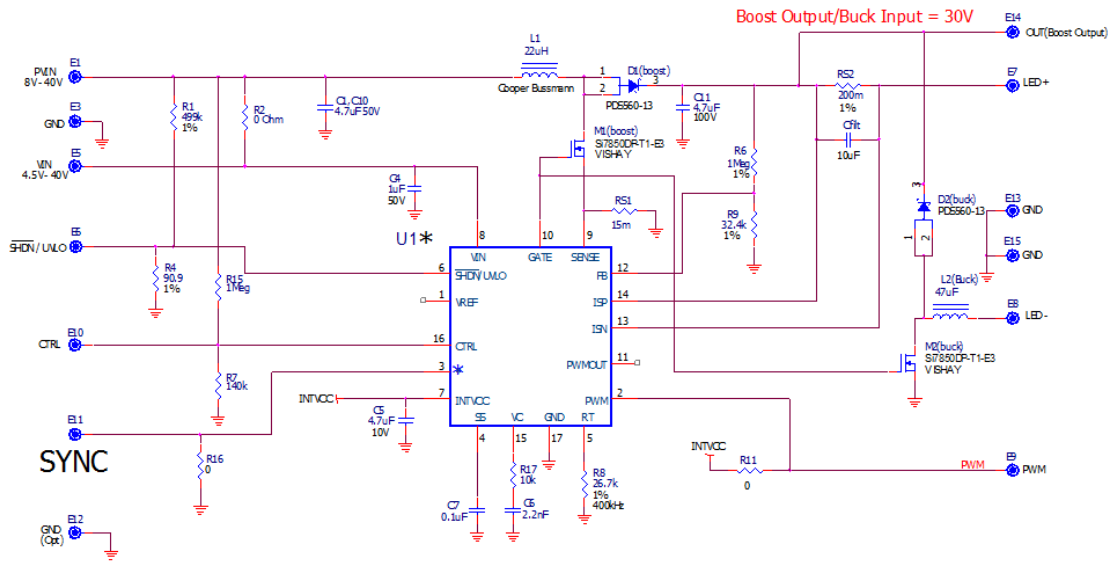 Boost Output/Buck Input = 30V
E14
OUT(Boost Output)
L1
22uH
Cooper Bussmann
E1
PVIN
8V - 40V
1
2
3
D1(boost)
PDS560-13
RS2
200m
1%
E7
LED+
R1
499k
1%
R2
0 Ohm
C1, C10
4.7uF 50V
C11
4.7uF
100V
Cfilt
10uF
E3
GND
M1(boost)
Si7850DP-T1-E3
VISHAY
R6
1Meg
1%
E5
VIN
4.5V- 40V
C4
1uF
50V
3
D2(buck)
PDS560-13
1
2
E13
GND
RS1
15m
R9
32.4k
1%
E15
GND
E6
SHDN / UVLO
U1*
8
10
9
VIN
GATE
SENSE
6
SHDN/ UVLO
FB
12
R4
90.9
1%
R15
1Meg
1
VREF
ISP
14
L2(Buck)
47uF
E8
LED-
ISN
13
E10
CTRL
16
CTRL
M2(buck)
Si7850DP-T1-E3
VISHAY
3
*
PWMOUT
11
R7
140k
INTVCC
7
INTVCC
PWM
2
C5
4.7uF
10V
SS
VC
GND
RT
4
15
17
5
E11
SYNC
R16
0
R17
10k
R8
26.7k
1%
400kHz
INTVCC
R11
0
PWM
E9
PWM
C7
0.1uF
C6
2.2nF
E12
GND
(Opt)